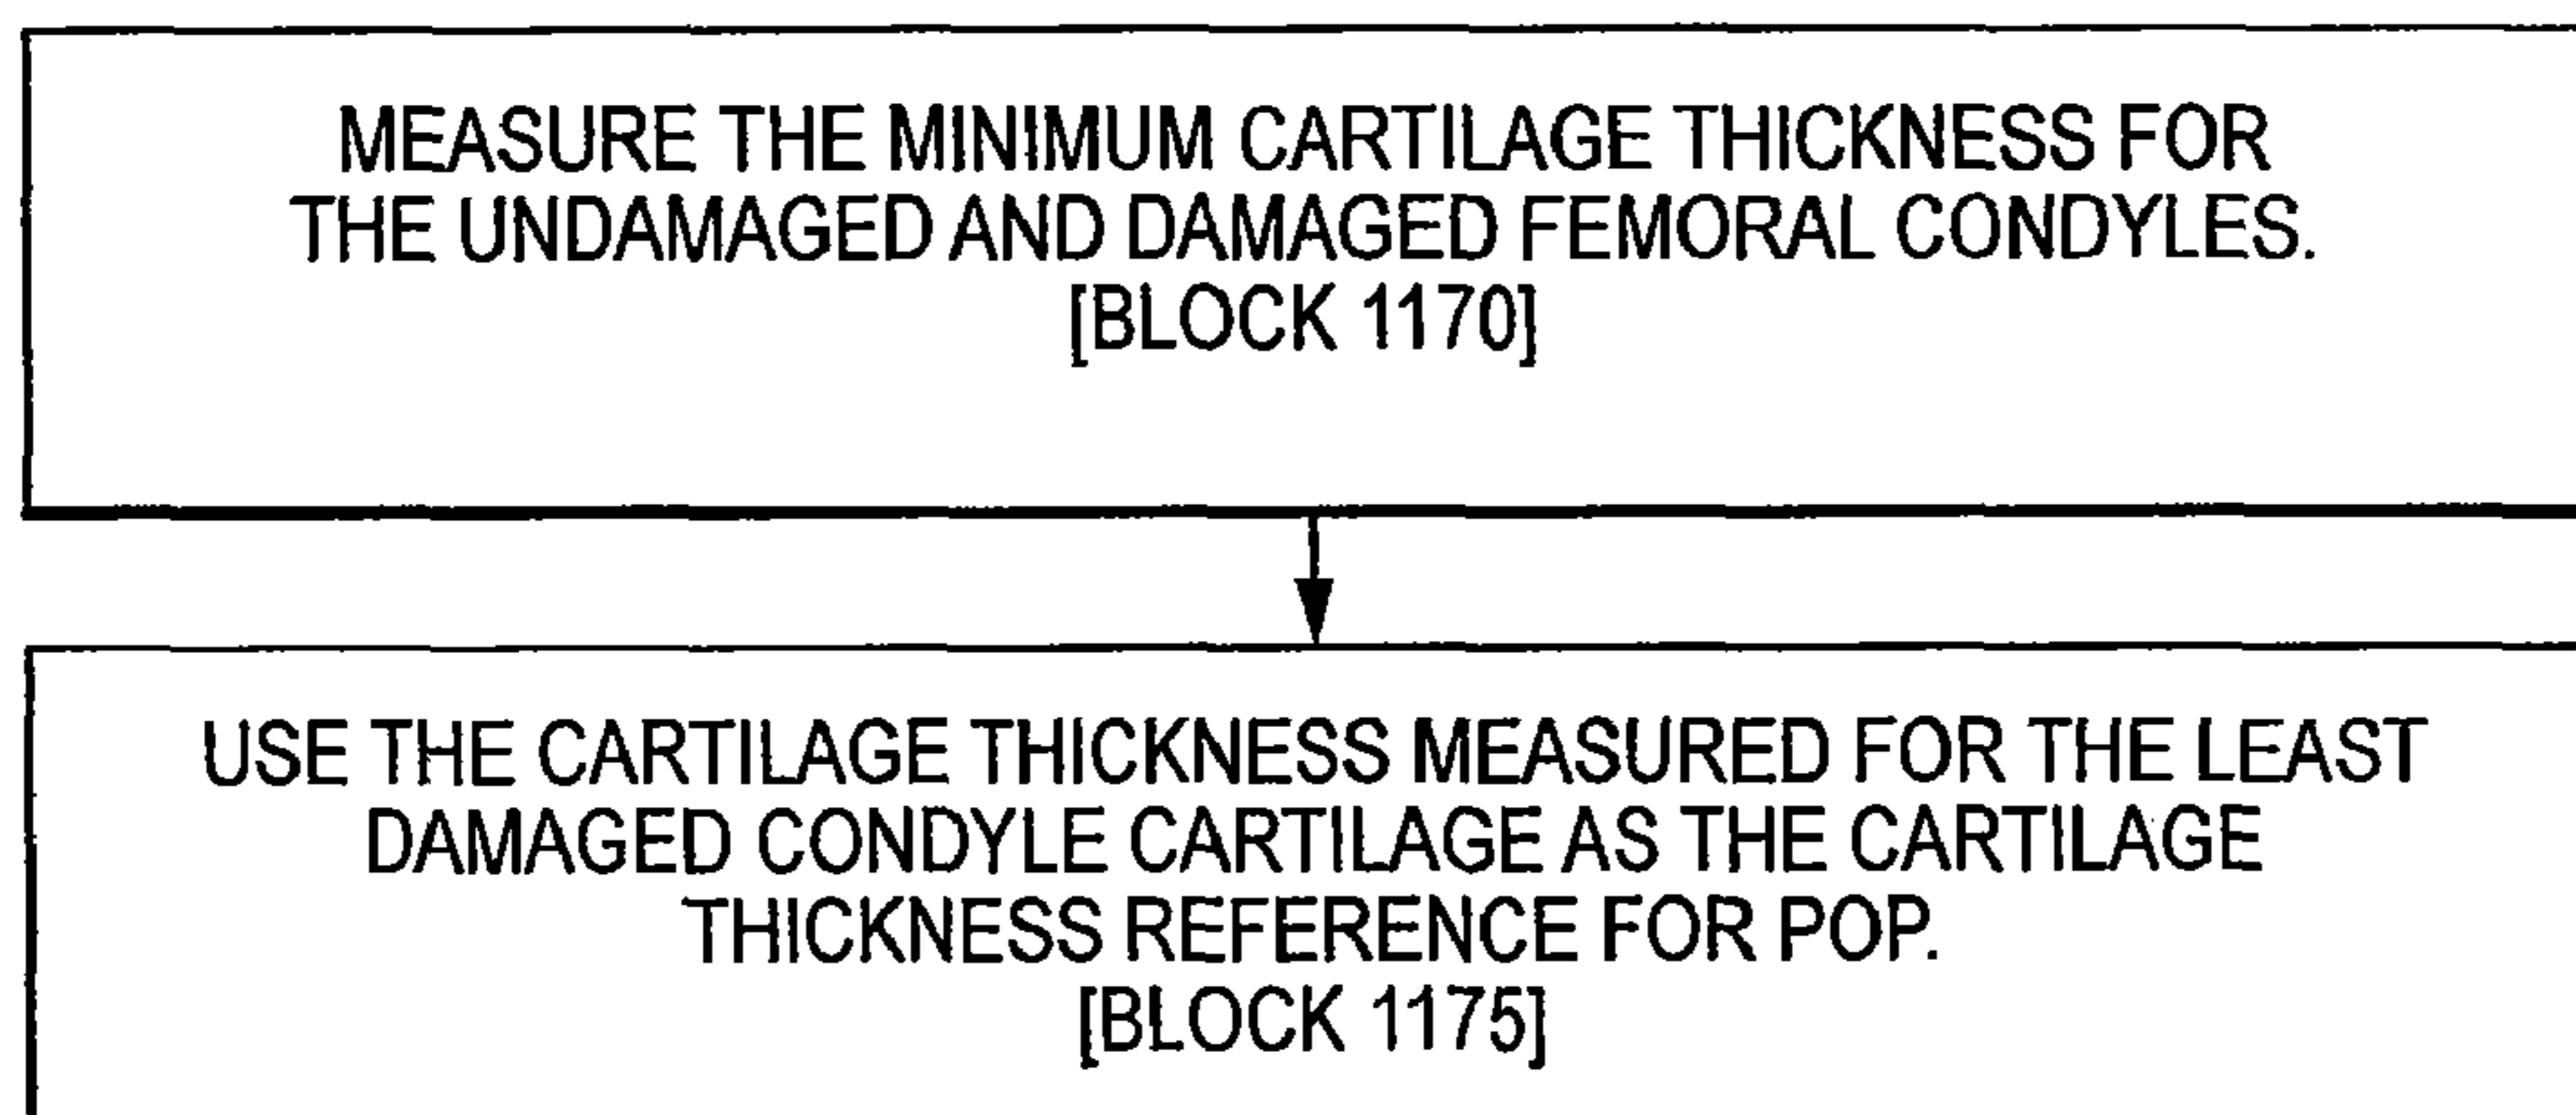 MEASURE THE MINIMUM CARTILAGE THICKNESS FOR
THE UNDAMAGED AND DAMAGED FEMORAL CONDYLES.
[BLOCK 1170]
USE THE CARTILAGE THICKNESS MEASURED FOR THE LEAST
DAMAGED CONDYLE CARTILAGE AS THE CARTILAGE
THICKNESS REFERENCE FOR POP.
[BLOCK 1175]